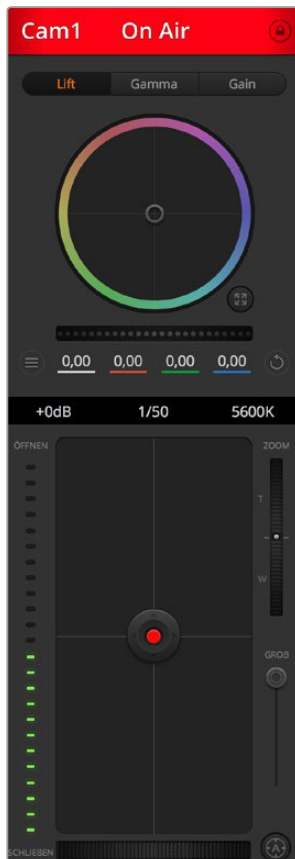 Cam1 On Air
Lift Gamma Gain
0,00 0,00 0,00 0,00
+0dB 1/50 5600K
ÖFFNEN ZOOM
T
W
GROB
SCHLIEßEN
A